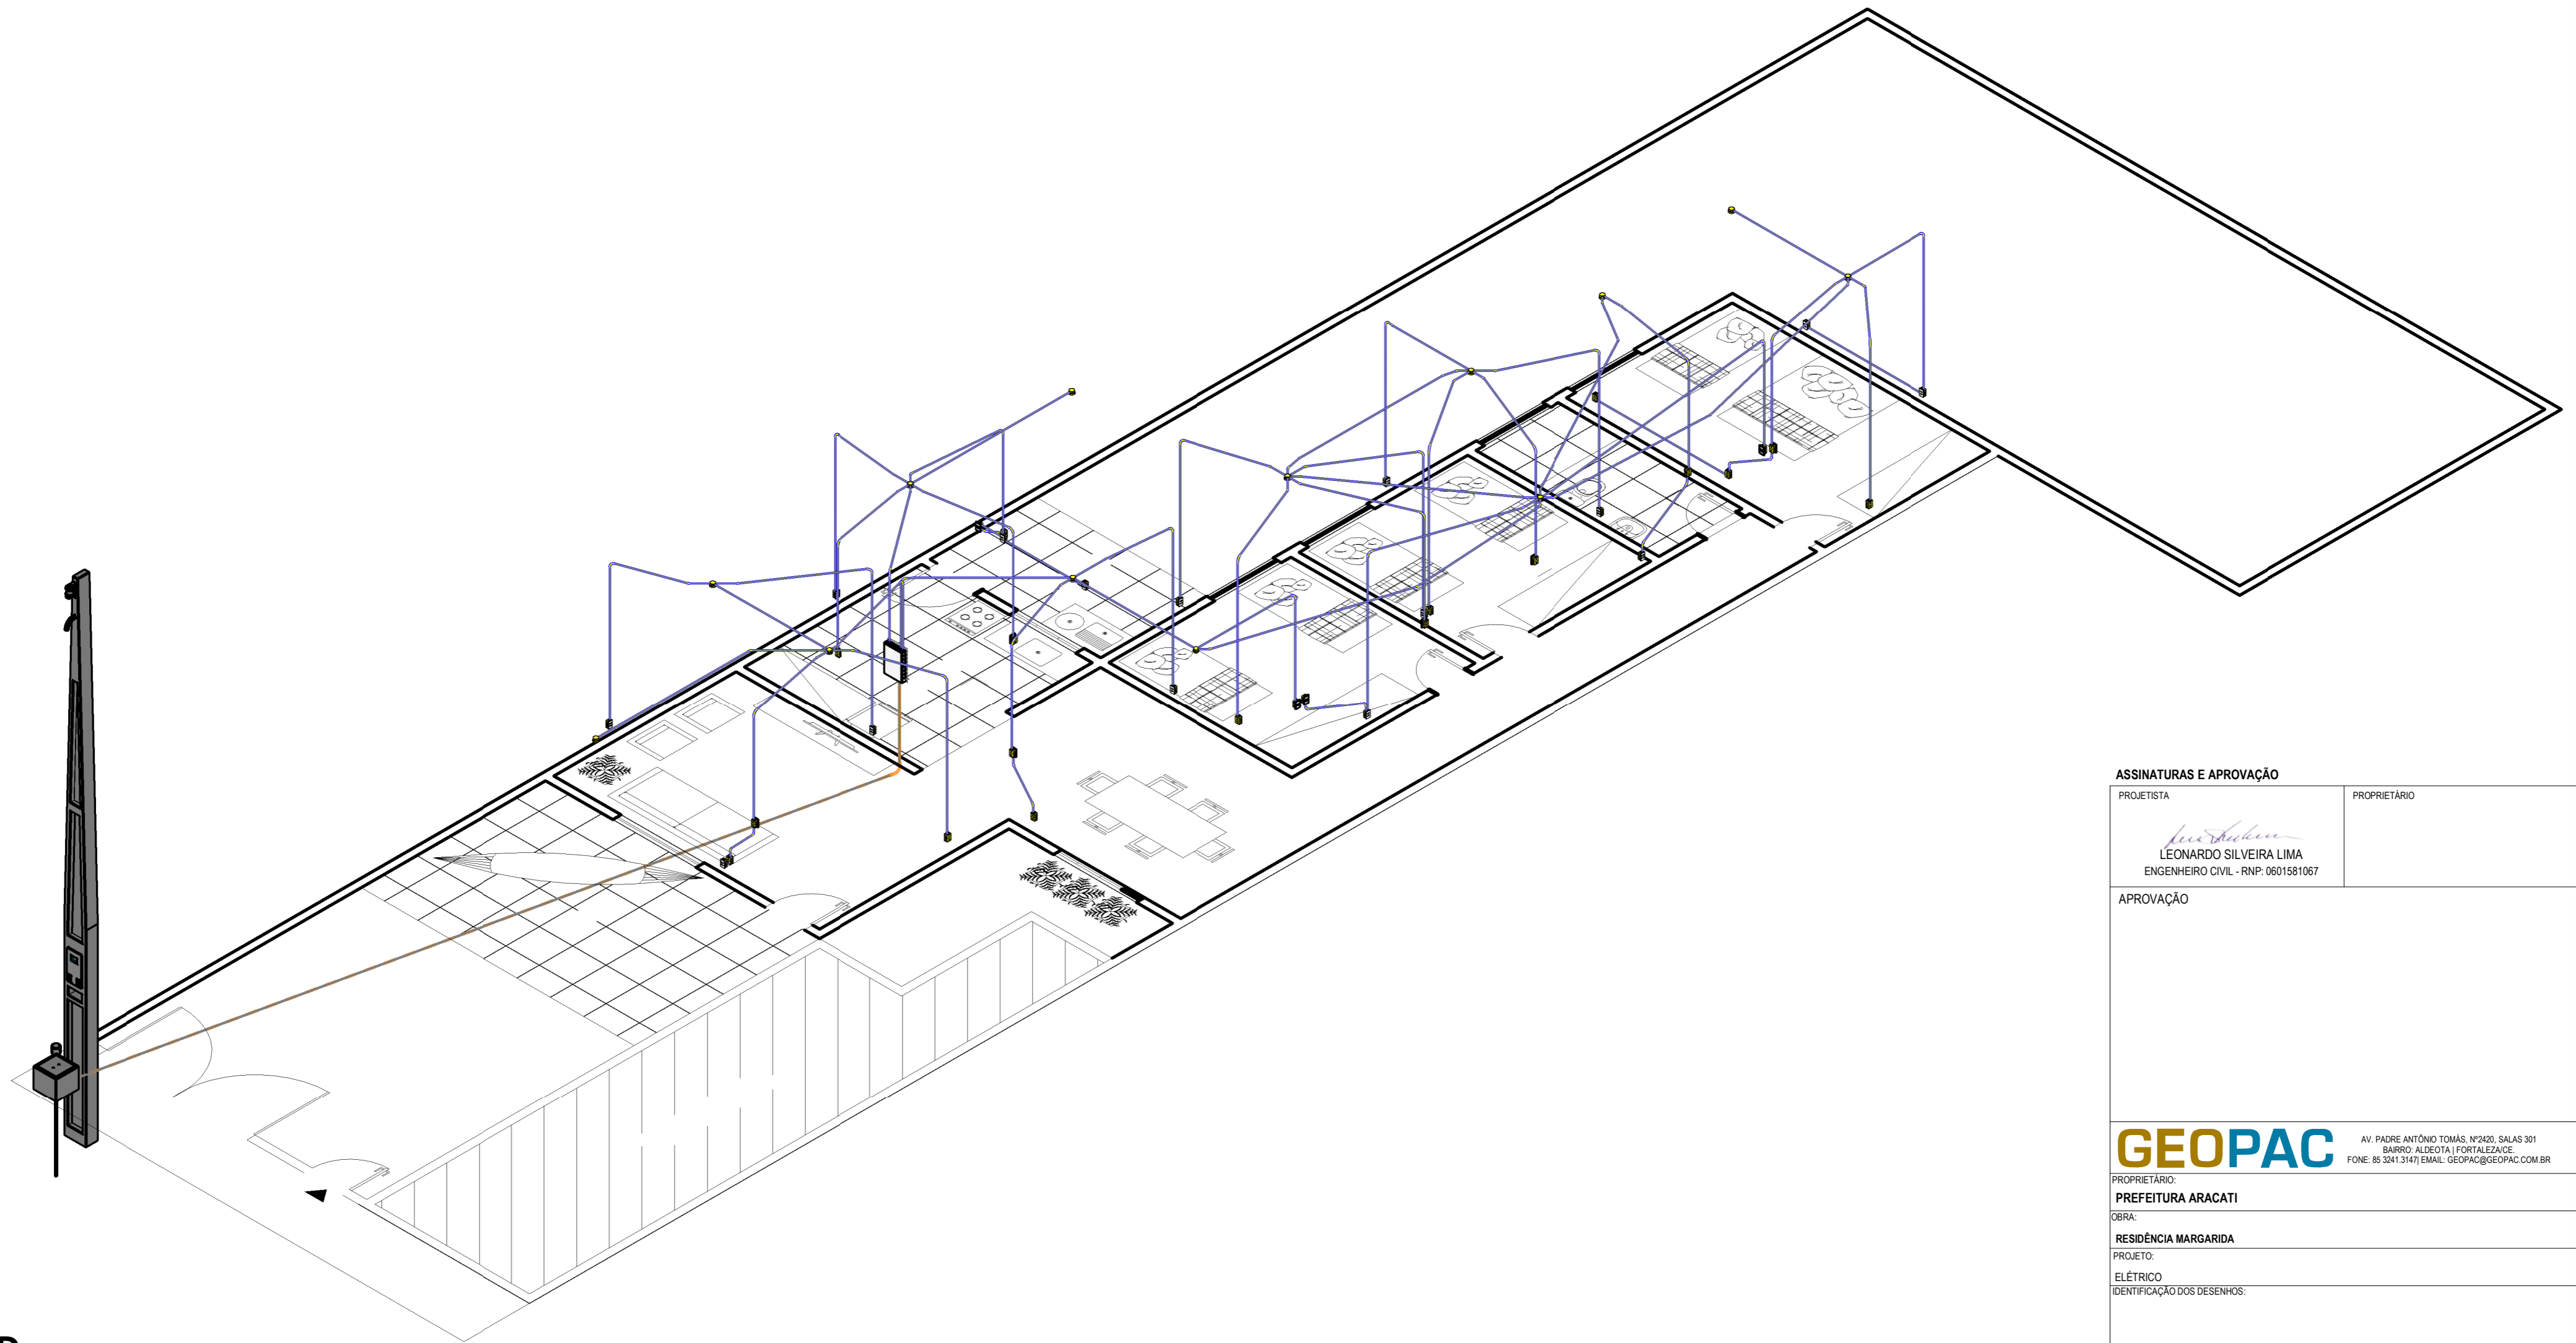 ASSINATURAS E APROVAÇÃO
PROJETISTA
PROPRIETÁRIO
LEONARDO SILVEIRA LIMA
ENGENHEIRO CIVIL - RNP: 0601581067
APROVAÇÃO
GEOPAC
AV. PADRE ANTÔNIO TOMÁS, Nº2420, SALAS 301
BAIRRO: ALDEOTA | FORTALEZA/CE.
FONE: 85 3241.3147| EMAIL: GEOPAC@GEOPAC.COM.BR
PROPRIETÁRIO:
PREFEITURA ARACATI
OBRA:
RESIDÊNCIA MARGARIDA
PROJETO:
ELÉTRICO
IDENTIFICAÇÃO DOS DESENHOS: